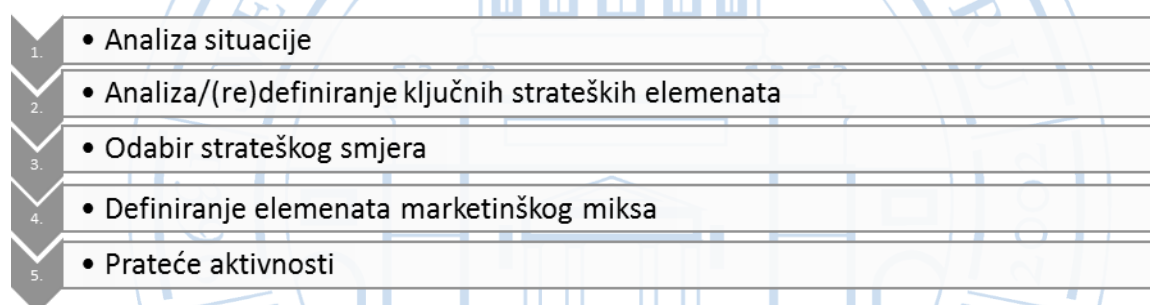 1. • Analiza situacije
2. • Analiza/(re)definiranje ključnih strateških elemenata
3. • Odabir strateškog smjera
4. • Definiranje elemenata marketinškog miksa
5. • Prateće aktivnosti
2002